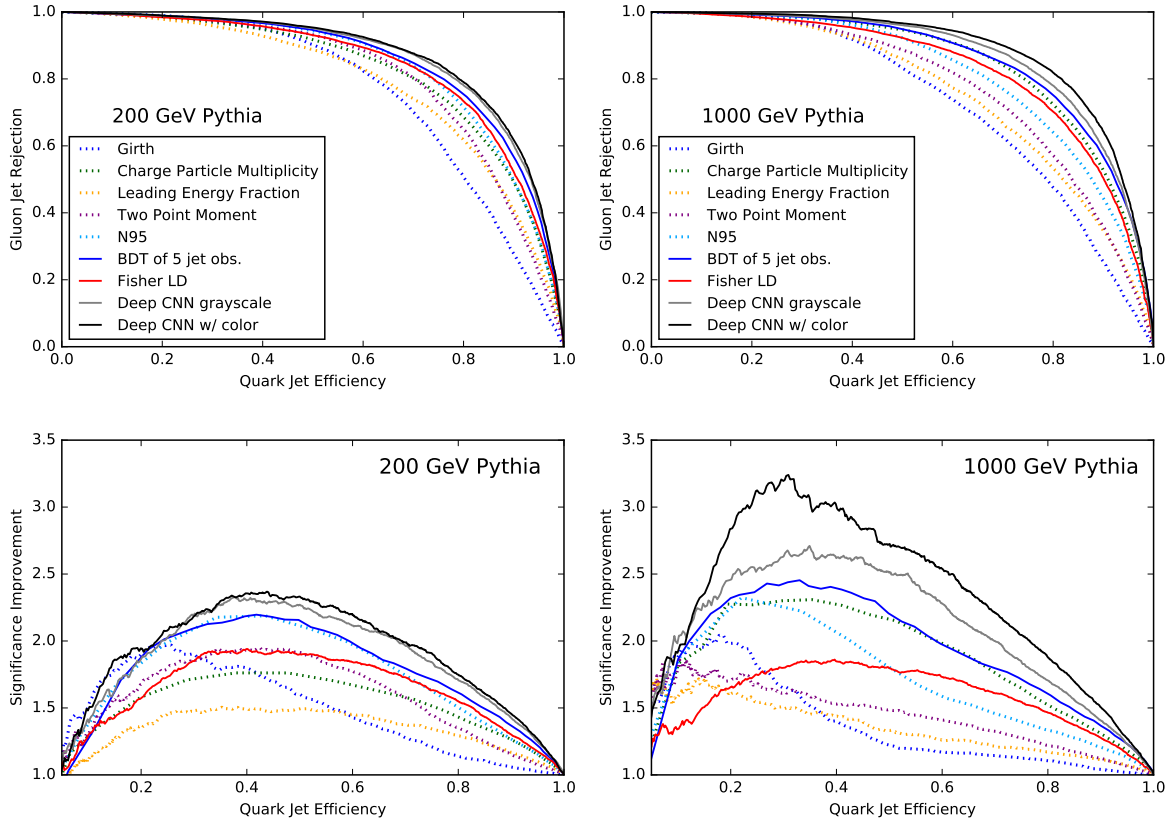 1.0
0.8
0.6
0.4
0.2
0.0
Gluon Jet Rejection
200 GeV Pythia
Girth
Charge Particle Multiplicity
Leading Energy Fraction
Two Point Moment
N95
BDT of 5 jet obs.
Fisher LD
Deep CNN grayscale
Deep CNN w/ color
0.0 0.2 0.4 0.6 0.8 1.0
Quark Jet Efficiency
1.0
0.8
0.6
0.4
0.2
0.0
Gluon Jet Rejection
1000 GeV Pythia
Girth
Charge Particle Multiplicity
Leading Energy Fraction
Two Point Moment
N95
BDT of 5 jet obs.
Fisher LD
Deep CNN grayscale
Deep CNN w/ color
0.0 0.2 0.4 0.6 0.8 1.0
Quark Jet Efficiency
3.5
3.0
2.5
2.0
1.5
1.0
Significance Improvement
200 GeV Pythia
0.2 0.4 0.6 0.8 1.0
Quark Jet Efficiency
3.5
3.0
2.5
2.0
1.5
1.0
Significance Improvement
1000 GeV Pythia
0.2 0.4 0.6 0.8 1.0
Quark Jet Efficiency